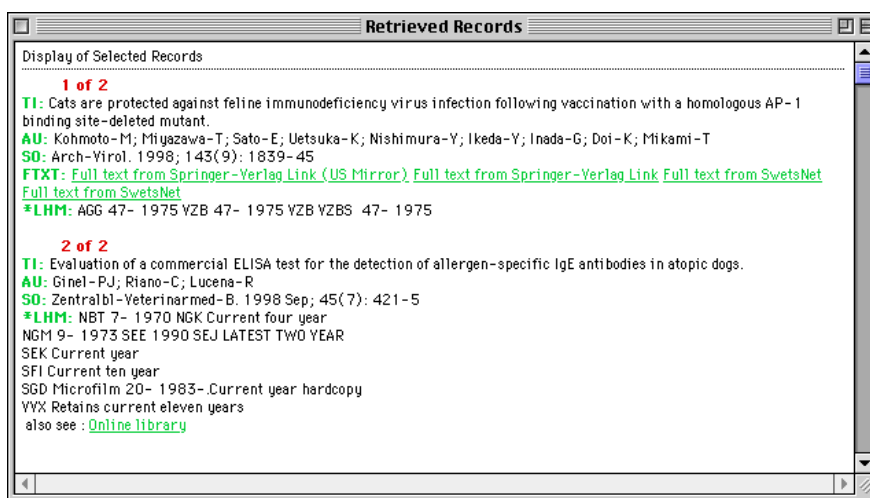 Retrieved Records
Display of Selected Records
1 of 2
TI: Cats are protected against feline immunodeficiency virus infection following vaccination with a homologous AP-1
binding site-deleted mutant.
AU: Kohmoto-M; Miyazawa-T; Sato-E; Uetsuka-K; Nishimura-Y; Ikeda-Y; Inada-G; Doi-K; Mikami-T
SO: Arch-Virol. 1998; 143(9): 1839-45
FTXT: Full text from Springer-Verlag Link (US Mirror) Full text from Springer-Verlag Link Full text from SwetsNet
Full text from SwetsNet
*LHM: AGG 47- 1975 YZB 47- 1975 YZB YZBS 47- 1975
2 of 2
TI: Evaluation of a commercial ELISA test for the detection of allergen-specific IgE antibodies in atopic dogs.
AU: Ginel-PJ; Riano-C; Lucena-R
SO: Zentralbl-Veterinarmed-B. 1998 Sep; 45(7): 421-5
*LHM: NBT 7- 1970 NGK Current four year
NGM 9- 1973 SEE 1990 SEJ LATEST TWO YEAR
SEK Current year
SFI Current ten year
SGD Microfilm 20- 1983-.Current year hardcopy
VYX Retains current eleven years
also see : Online library